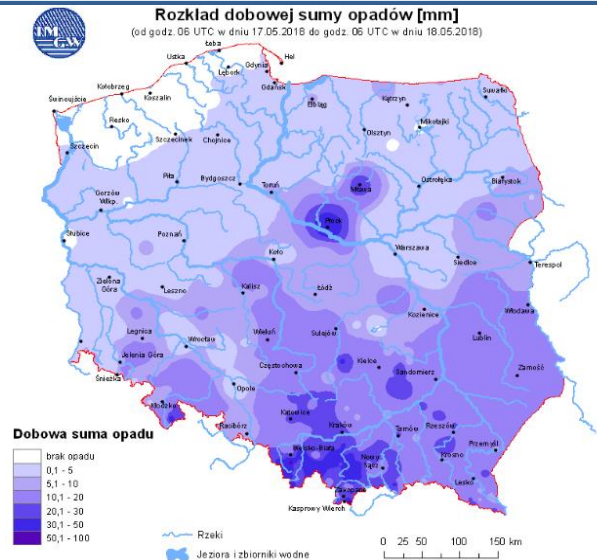 Rozkład dobowej sumy opadów [mm]
(od godz. 06 UTC w dniu 17.05.2018 do godz. 06 UTC w dniu 18.05.2018)
IM
GW
Łeba
Ustka
Hel
Gdynia
Lębork
Gdańsk
Kołobrzeg
Koszalin
Świnoujście
Resko
Elbląg
Kętrzyn
Suwałki
Mikołajki
Olsztyn
Szczecinek
Chojnice
Szczecin
Piła
Bydgoszcz
Toruń
Mława
Ostrołęka
Białystok
Gorzów
Wlkp.
Płock
Słubice
Poznań
Koło
Warszawa
Siedlce
Terespol
Zielona
Góra
Leszno
Kalisz
Łódź
Kozienice
Włodawa
Legnica
Wrocław
Wieluń
Sulejów
Lublin
Jelenia Góra
Śnieżka
Częstochowa
Kielce
Sandomierz
Zamość
Opole
Kłodzko
Katowice
Racibórz
Kraków
Tarnów
Rzeszów
Przemyśl
Bielsko-Biała
Nowy
Sącz
Krosno
Lesko
Zakopane
Kasprowy Wierch
Dobowa suma opadu
brak opadu
0,1 - 5
5,1 - 10
10,1 - 20
20,1 - 30
30,1 - 50
50,1 - 100
Rzeki
Jeziora i zbiorniki wodne
0 25 50 100 150 km